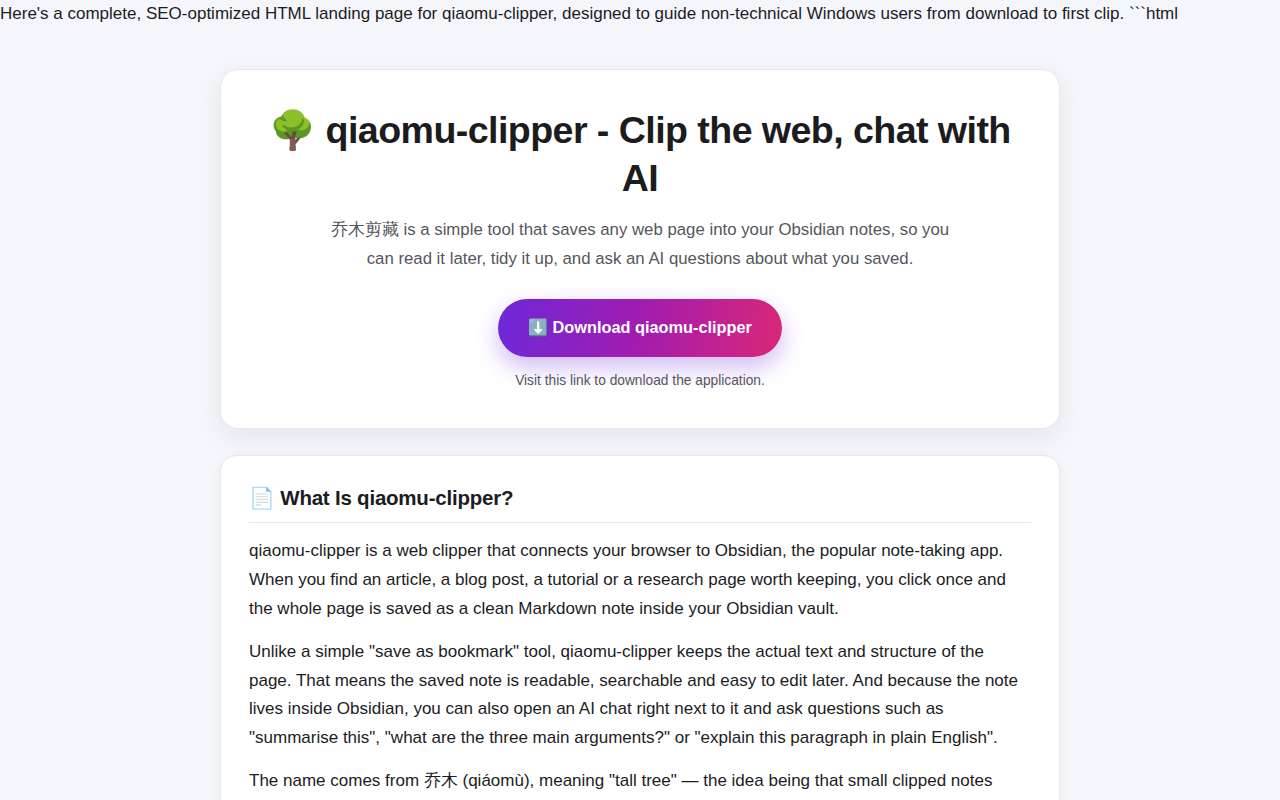 Here's a complete, SEO-optimized HTML landing page for qiaomu-clipper, designed to guide non-technical Windows users from download to first clip. ```html
🌳 qiaomu-clipper - Clip the web, chat with
AI
乔木剪藏 is a simple tool that saves any web page into your Obsidian notes, so you
can read it later, tidy it up, and ask an AI questions about what you saved.
⬇️ Download qiaomu-clipper
Visit this link to download the application.
📄 What Is qiaomu-clipper?
qiaomu-clipper is a web clipper that connects your browser to Obsidian, the popular note-taking app.
When you find an article, a blog post, a tutorial or a research page worth keeping, you click once and
the whole page is saved as a clean Markdown note inside your Obsidian vault.
Unlike a simple "save as bookmark" tool, qiaomu-clipper keeps the actual text and structure of the
page. That means the saved note is readable, searchable and easy to edit later. And because the note
lives inside Obsidian, you can also open an AI chat right next to it and ask questions such as
"summarise this", "what are the three main arguments?" or "explain this paragraph in plain English".
The name comes from 乔木 (qiáomù), meaning "tall tree" — the idea being that small clipped notes